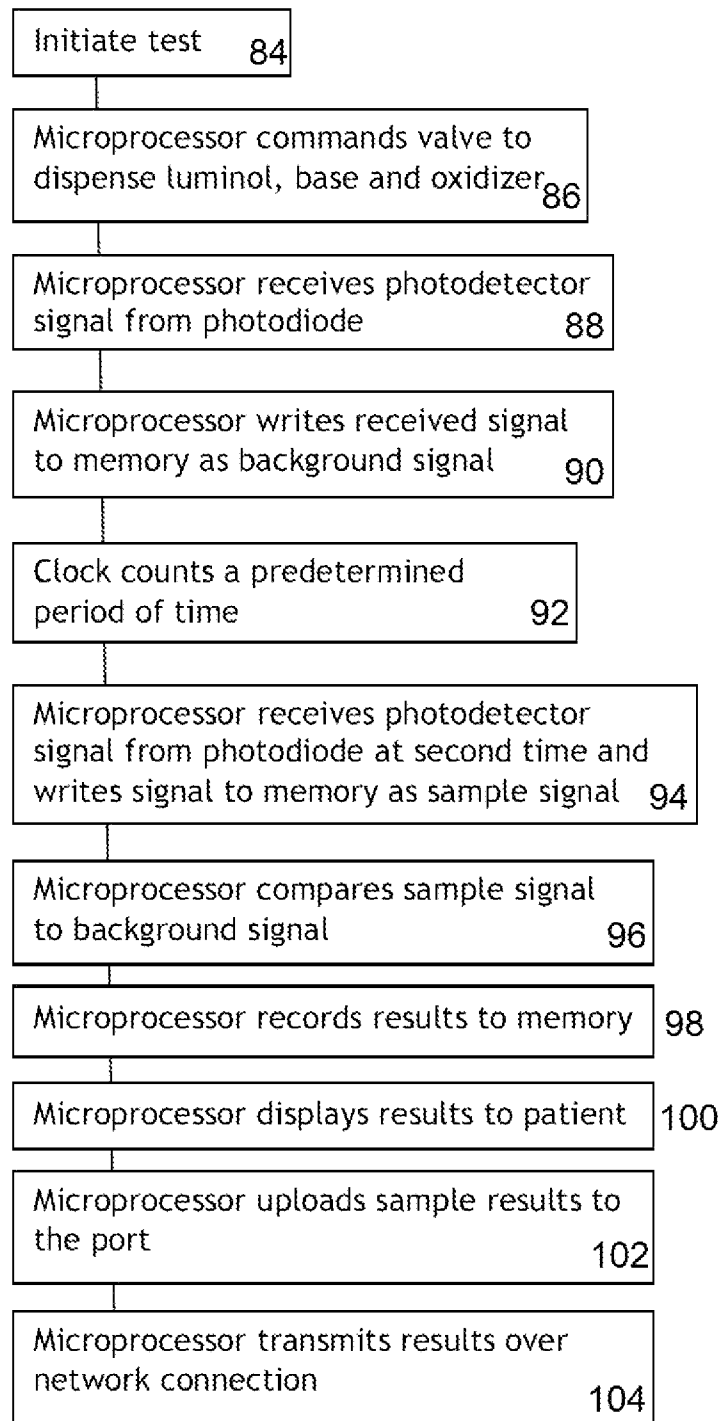 Initiate test 84
Microprocessor commands valve to
dispense luminol, base and oxidizer 86
Microprocessor receives photodetector
signal from photodiode 88
Microprocessor writes received signal
to memory as background signal 90
Clock counts a predetermined
period of time 92
Microprocessor receives photodetector
signal from photodiode at second time and
writes signal to memory as sample signal 94
Microprocessor compares sample signal
to background signal 96
Microprocessor records results to memory 98
Microprocessor displays results to patient 100
Microprocessor uploads sample results to
the port 102
Microprocessor transmits results over
network connection 104